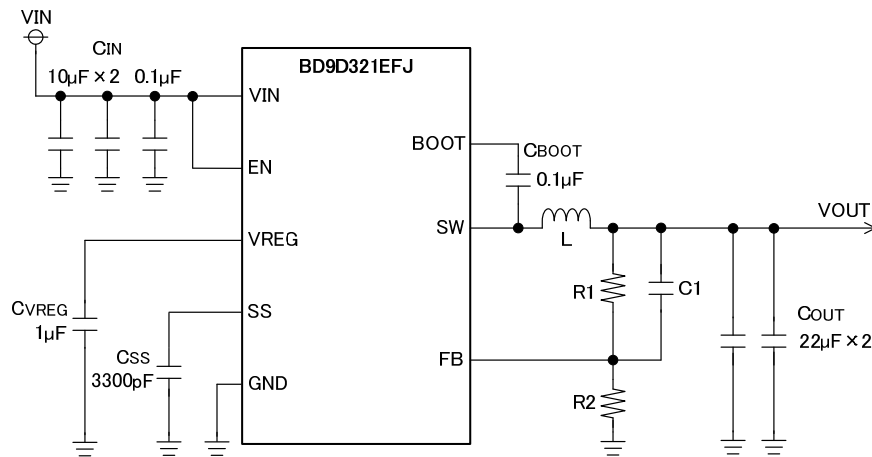 VIN
CIN
10µF×2 0.1µF
BD9D321EFJ
VIN
EN
VREG
SS
GND
BOOT
SW
FB
CBOOT
0.1µF
L
VOUT
R1
C1
R2
COUT
22µF×2
CVREG
1µF
CSS
3300pF